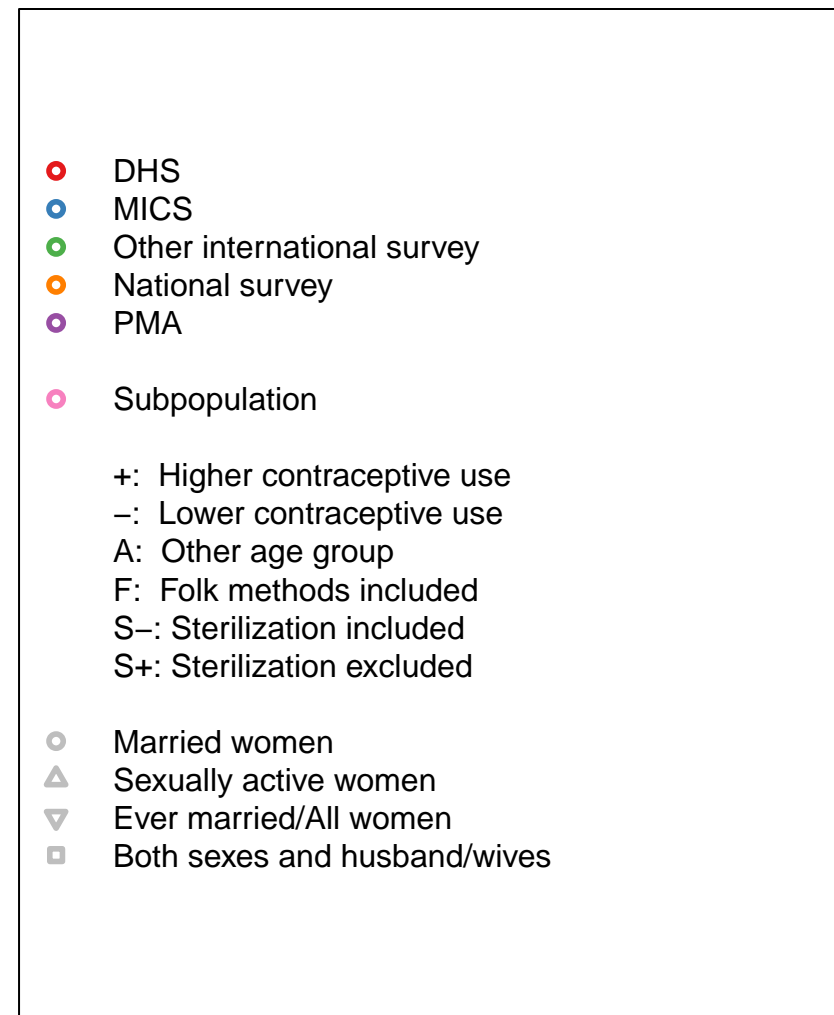 DHS
MICS
Other international survey
National survey
PMA
Subpopulation
+:  Higher contraceptive use
−:  Lower contraceptive use
A:  Other age group
F:  Folk methods included
S−: Sterilization included
S+: Sterilization excluded
Married women
Sexually active women
Ever married/All women
Both sexes and husband/wives